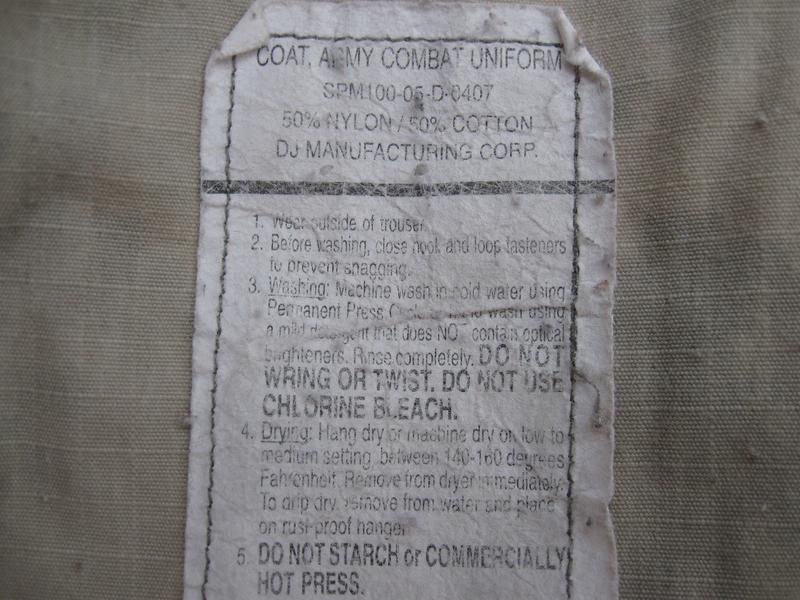 COAT, ARMY COMBAT UNIFORM
SPM100-05-D-0407
50% NYLON / 50% COTTON
DJ MANUFACTURING CORP.
1. Wear outside of trouser
2. Before washing, close hook and loop fasteners
to prevent snagging.
3. Washing: Machine wash in cold water using
Permanent Press Cycle. wash using
a mild detergent that does NOT contain optical
brighteners. Rinse completely. DO NOT
WRING OR TWIST. DO NOT USE
CHLORINE BLEACH.
4. Drying: Hang dry or machine dry on low to
medium setting, between 140-160 degrees
Fahrenheit. Remove from dryer immediately.
To drip dry, remove from water and place
on rust-proof hanger
5. DO NOT STARCH or COMMERCIALLY
HOT PRESS.